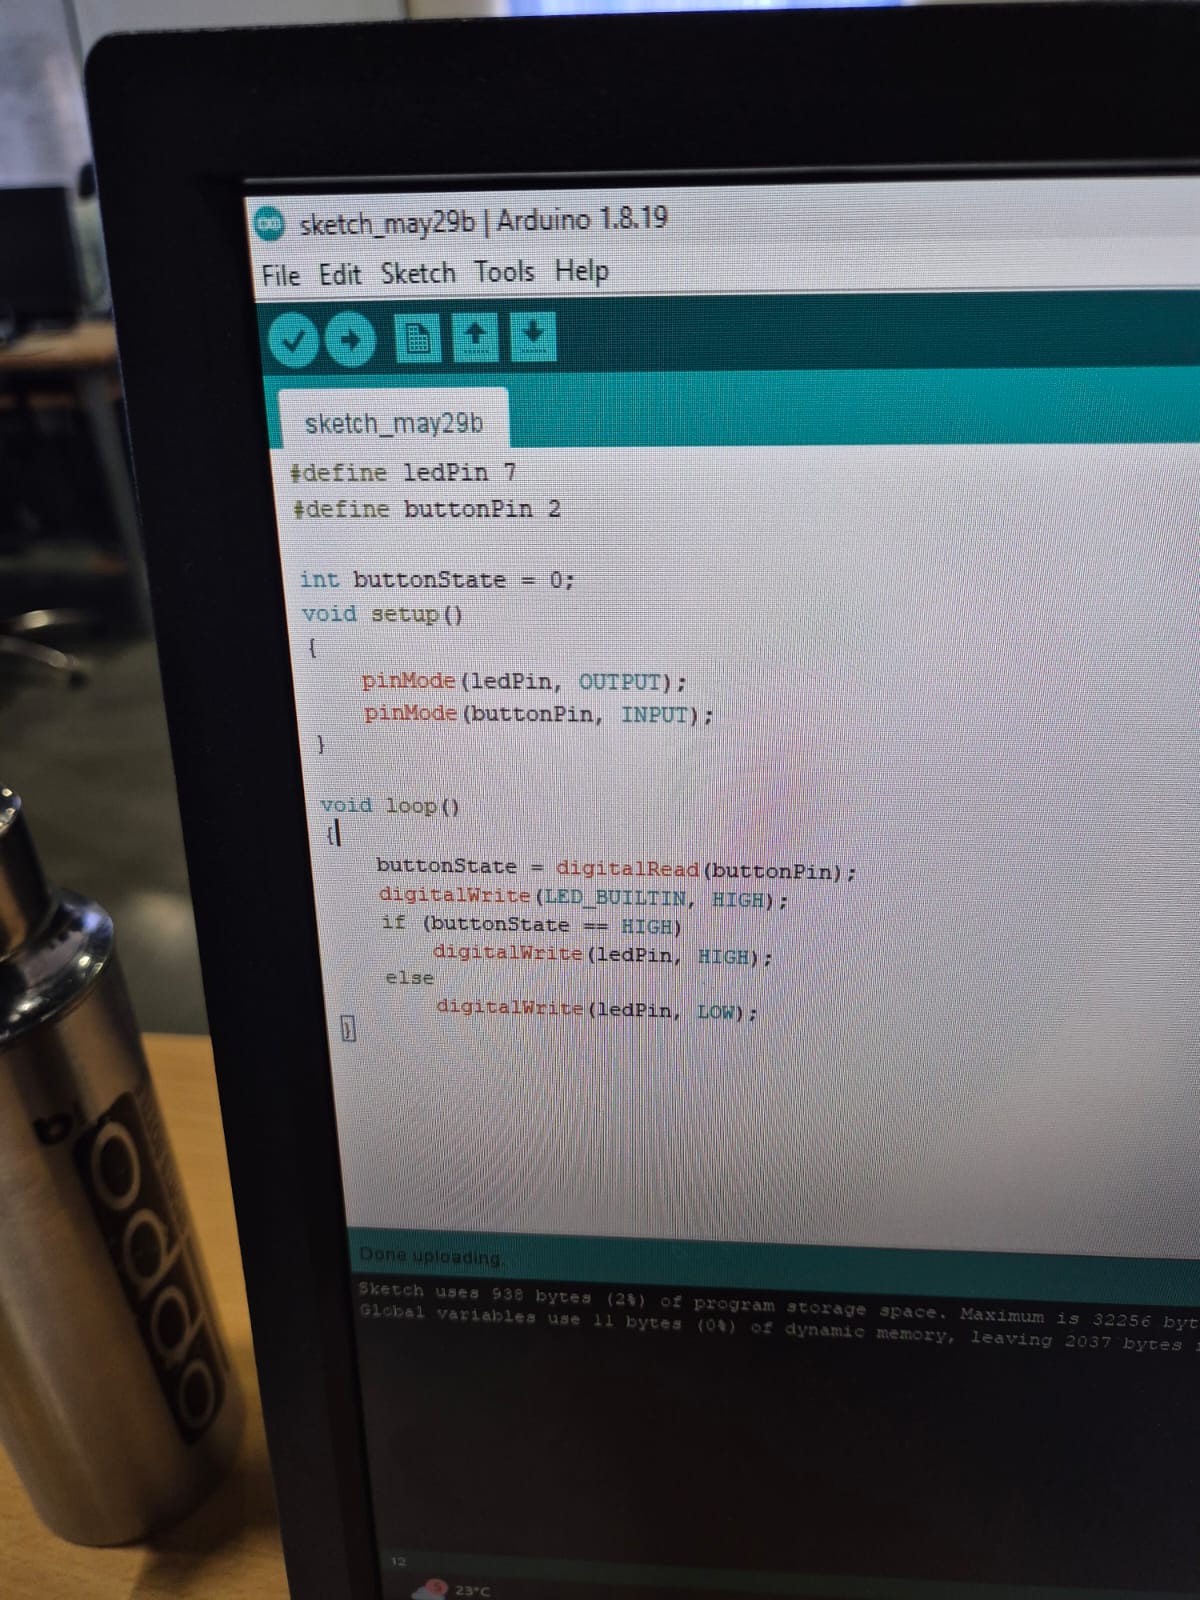 sketch_may29b | Arduino 1.8.19
File Edit Sketch Tools Help
sketch_may29b
#define ledPin 7
#define buttonPin 2
int buttonState = 0;
void setup()
{
pinMode(ledPin, OUTPUT);
pinMode(buttonPin, INPUT);
}
void loop()
{
buttonState = digitalRead(buttonPin);
digitalWrite(LED_BUILTIN, HIGH);
if (buttonState == HIGH)
digitalWrite(ledPin, HIGH);
else
digitalWrite(ledPin, LOW);
}
Done uploading.
Sketch uses 938 bytes (2%) of program storage space. Maximum is 32256 byt
Global variables use 11 bytes (0%) of dynamic memory, leaving 2037 bytes
12
5
23°C
oddo